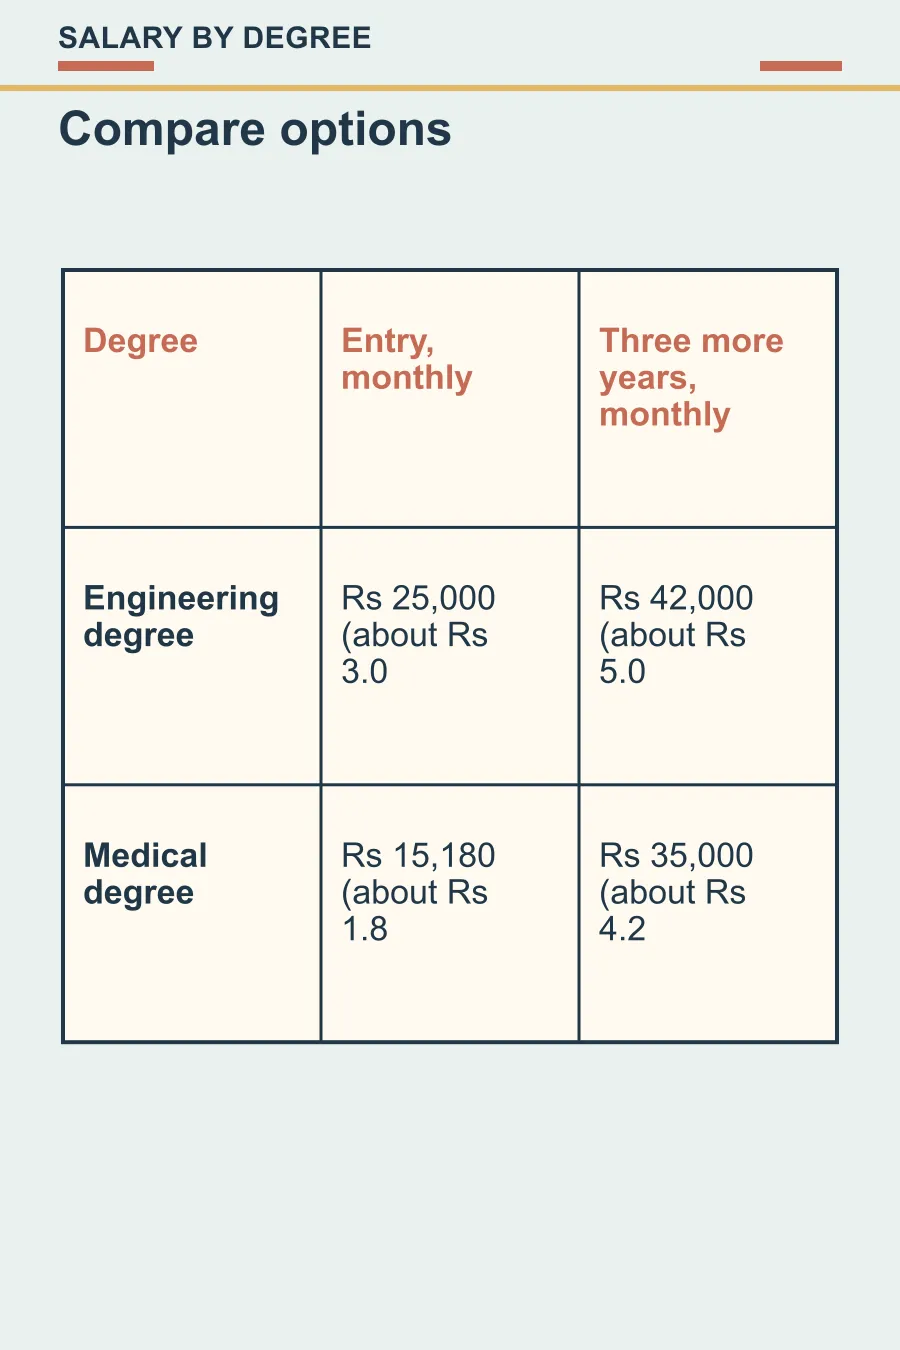 SALARY BY DEGREE
Compare options
Degree
Entry,
monthly
Three more
years,
monthly
Engineering
degree
Rs 25,000
(about Rs
3.0
Rs 42,000
(about Rs
5.0
Medical
degree
Rs 15,180
(about Rs
1.8
Rs 35,000
(about Rs
4.2